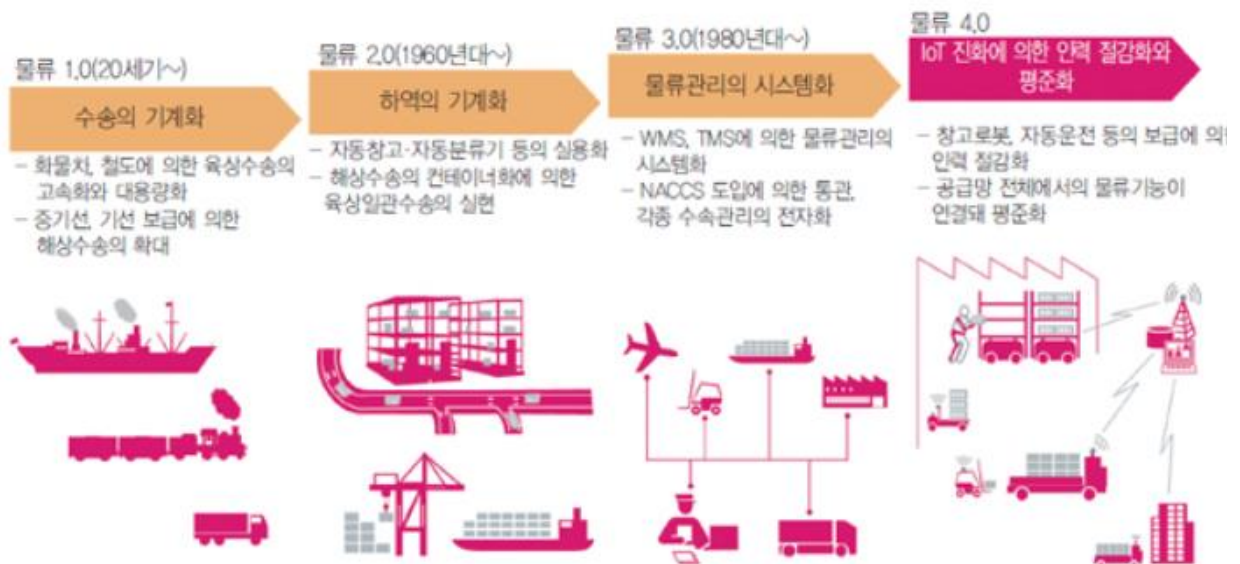 물류 1.0(20세기~)
수송의 기계화
- 화물차, 철도에 의한 육상수송의
고속화와 대용량화
- 증기선, 기선 보급에 의한
해상수송의 확대
물류 2.0(1960년대~)
하역의 기계화
- 자동창고·자동분류기 등의 실용화
- 해상수송의 컨테이너화에 의한
육상일관수송의 실현
물류 3.0(1980년대~)
물류관리의 시스템화
- WMS, TMS에 의한 물류관리의
시스템화
- NACCS 도입에 의한 통관,
각종 수속관리의 전자화
물류 4.0
IoT 진화에 의한 인력 절감화와
평준화
- 창고로봇, 자동운전 등의 보급에 의
인력 절감화
- 공급망 전체에서의 물류기능이
연결돼 평준화